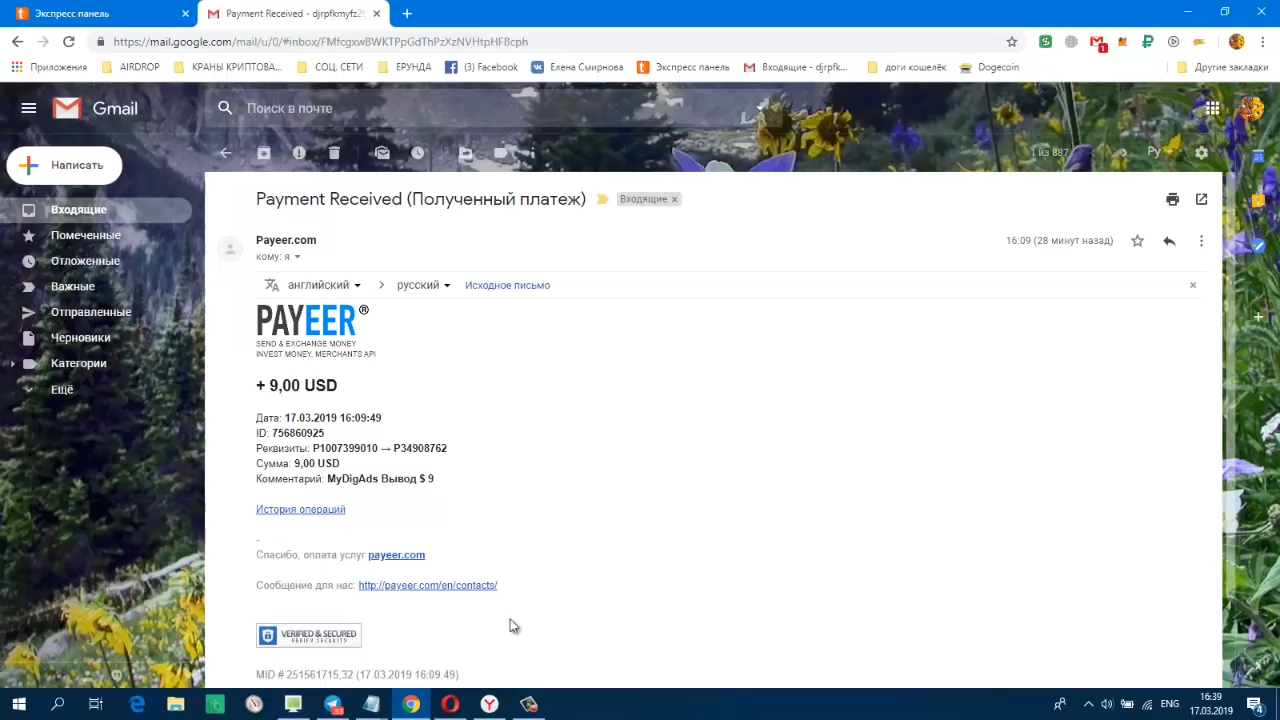 Экспресс панель
Payment Received - djrpfkmyfz29
https://mail.google.com/mail/u/0/#inbox/FMfcgxwBWKTPpGdThPzXzNVHtpHFBcph
1
Приложения
AIRDROP
КРАНЫ КРИПТОВА...
СОЦ. СЕТИ
ЕРУНДА
(3) Facebook
Елена Смирнова
Экспресс панель
Входящие - djrpfk...
доги кошелёк
Dogecoin
Другие закладки
Gmail
Поиск в почте
Написать
1 из 887
Ру
Входящие
Помеченные
Отложенные
Важные
Отправленные
Черновики
Категории
Ещё
Payment Received (Полученный платеж)
Входящие ×
Payeer.com
16:09 (28 минут назад)
кому: я
английский
русский
Исходное письмо
PAYEER®
SEND & EXCHANGE MONEY
INVEST MONEY, MERCHANTS API
+ 9,00 USD
Дата: 17.03.2019 16:09:49
ID: 756860925
Реквизиты: P1007399010 → P34908762
Сумма: 9,00 USD
Комментарий: MyDigAds Вывод $ 9
История операций
-
Спасибо, оплата услуг payeer.com
Сообщение для нас: http://payeer.com/en/contacts/
VERIFIED & SECURED
VERIFY SECURITY
MID # 251561715,32 (17.03.2019 16:09:49)
ENG
16:39
17.03.2019
4